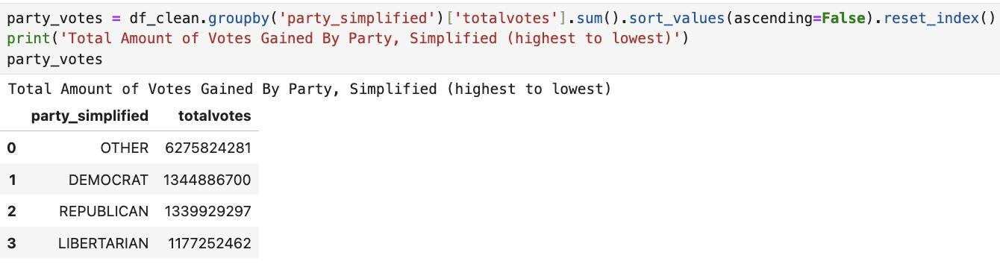 party_votes = df_clean.groupby('party_simplified')['totalvotes'].sum().sort_values(ascending=False).reset_index()
print('Total Amount of Votes Gained By Party, Simplified (highest to lowest)')
party_votes
Total Amount of Votes Gained By Party, Simplified (highest to lowest)
party_simplified totalvotes
0 OTHER 6275824281
1 DEMOCRAT 1344886700
2 REPUBLICAN 1339929297
3 LIBERTARIAN 1177252462